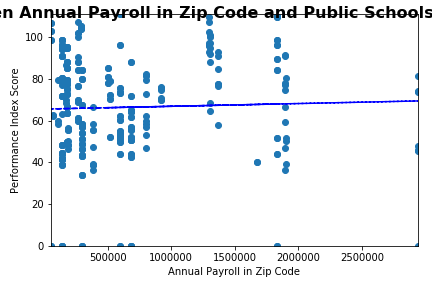 en Annual Payroll in Zip Code and Public Schools
100
80
60
40
20
0
Performance Index Score
500000 1000000 1500000 2000000 2500000
Annual Payroll in Zip Code